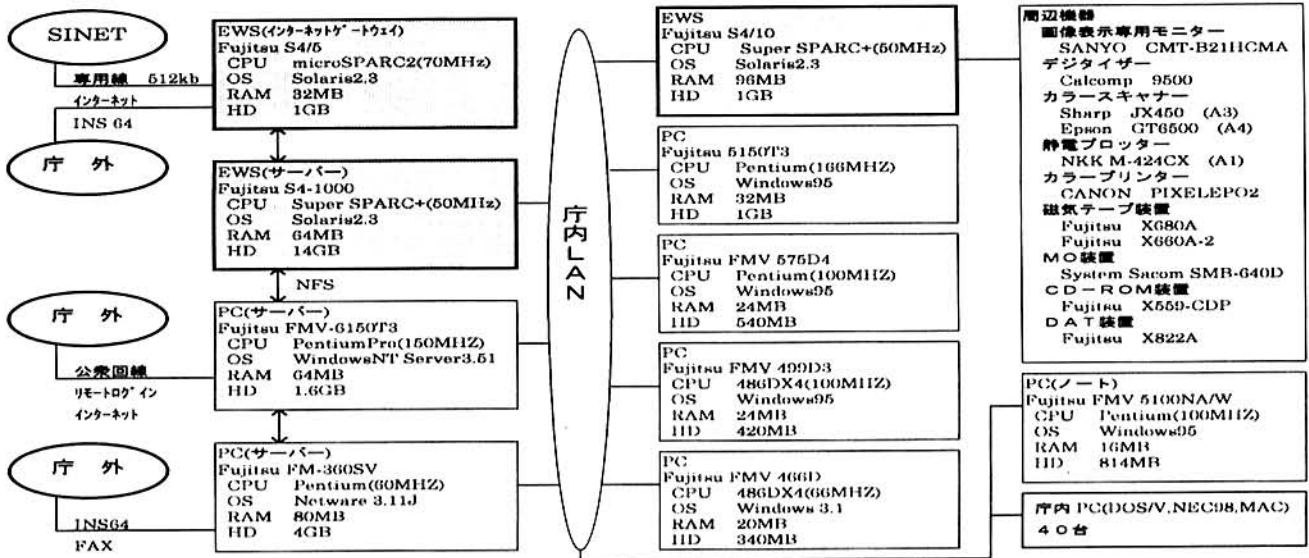 SINET
専用線 512kb
インターネット
INS 64
庁 外
庁 外
公衆回線
リモートログイン
インターネット
庁 外
INS64
FAX
EWS(インターネットゲートウェイ)
Fujitsu S4/5
CPU microSPARC2(70MHz)
OS Solaris2.3
RAM 32MB
HD 1GB
EWS(サーバー)
Fujitsu S4-1000
CPU Super SPARC+(50MHz)
OS Solaris2.3
RAM 64MB
HD 14GB
NFS
PC(サーバー)
Fujitsu FMV-6150T3
CPU PentiumPro(150MHZ)
OS WindowsNT Server3.51
RAM 64MB
HD 1.6GB
PC(サーバー)
Fujitsu FM-360SV
CPU Pentium(60MHZ)
OS Netware 3.11J
RAM 80MB
HD 4GB
庁内LAN
EWS
Fujitsu S4/10
CPU Super SPARC+(50MHz)
OS Solaris2.3
RAM 96MB
HD 1GB
PC
Fujitsu 5150T3
CPU Pentium(166MHZ)
OS Windows95
RAM 32MB
HD 1GB
PC
Fujitsu FMV 575D4
CPU Pentium(100MHZ)
OS Windows95
RAM 24MB
HD 540MB
PC
Fujitsu FMV 499D3
CPU 486DX4(100MHZ)
OS Windows95
RAM 24MB
HD 420MB
PC
Fujitsu FMV 466D
CPU 486DX4(66MHZ)
OS Windows 3.1
RAM 20MB
HD 340MB
周辺機器
画像表示専用モニター
SANYO CMT-B21HCMA
デジタイザー
Calcomp 9500
カラースキャナー
Sharp JX450 (A3)
Epson GT6500 (A4)
静電プロッター
NKK M-424CX (A1)
カラープリンター
CANON PIXELEPO2
磁気テープ装置
Fujitsu X680A
Fujitsu X660A-2
MO装置
System Sacom SMB-640D
CD-ROM装置
Fujitsu X559-CDP
DAT装置
Fujitsu X822A
PC(ノート)
Fujitsu FMV 5100NA/W
CPU Pentium(100MHZ)
OS Windows95
RAM 16MB
HD 814MB
庁内 PC(DOS/V,NEC98,MAC)
40台